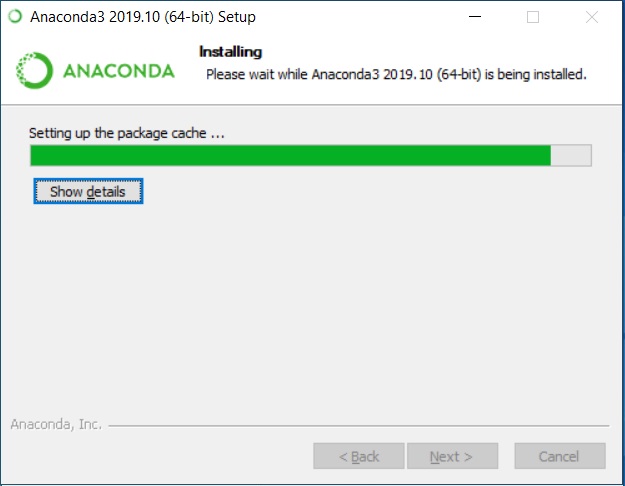 Anaconda3 2019.10 (64-bit) Setup
ANACONDA
Installing
Please wait while Anaconda3 2019.10 (64-bit) is being installed.
Setting up the package cache ...
Show details
Anaconda, Inc.
< Back
Next >
Cancel